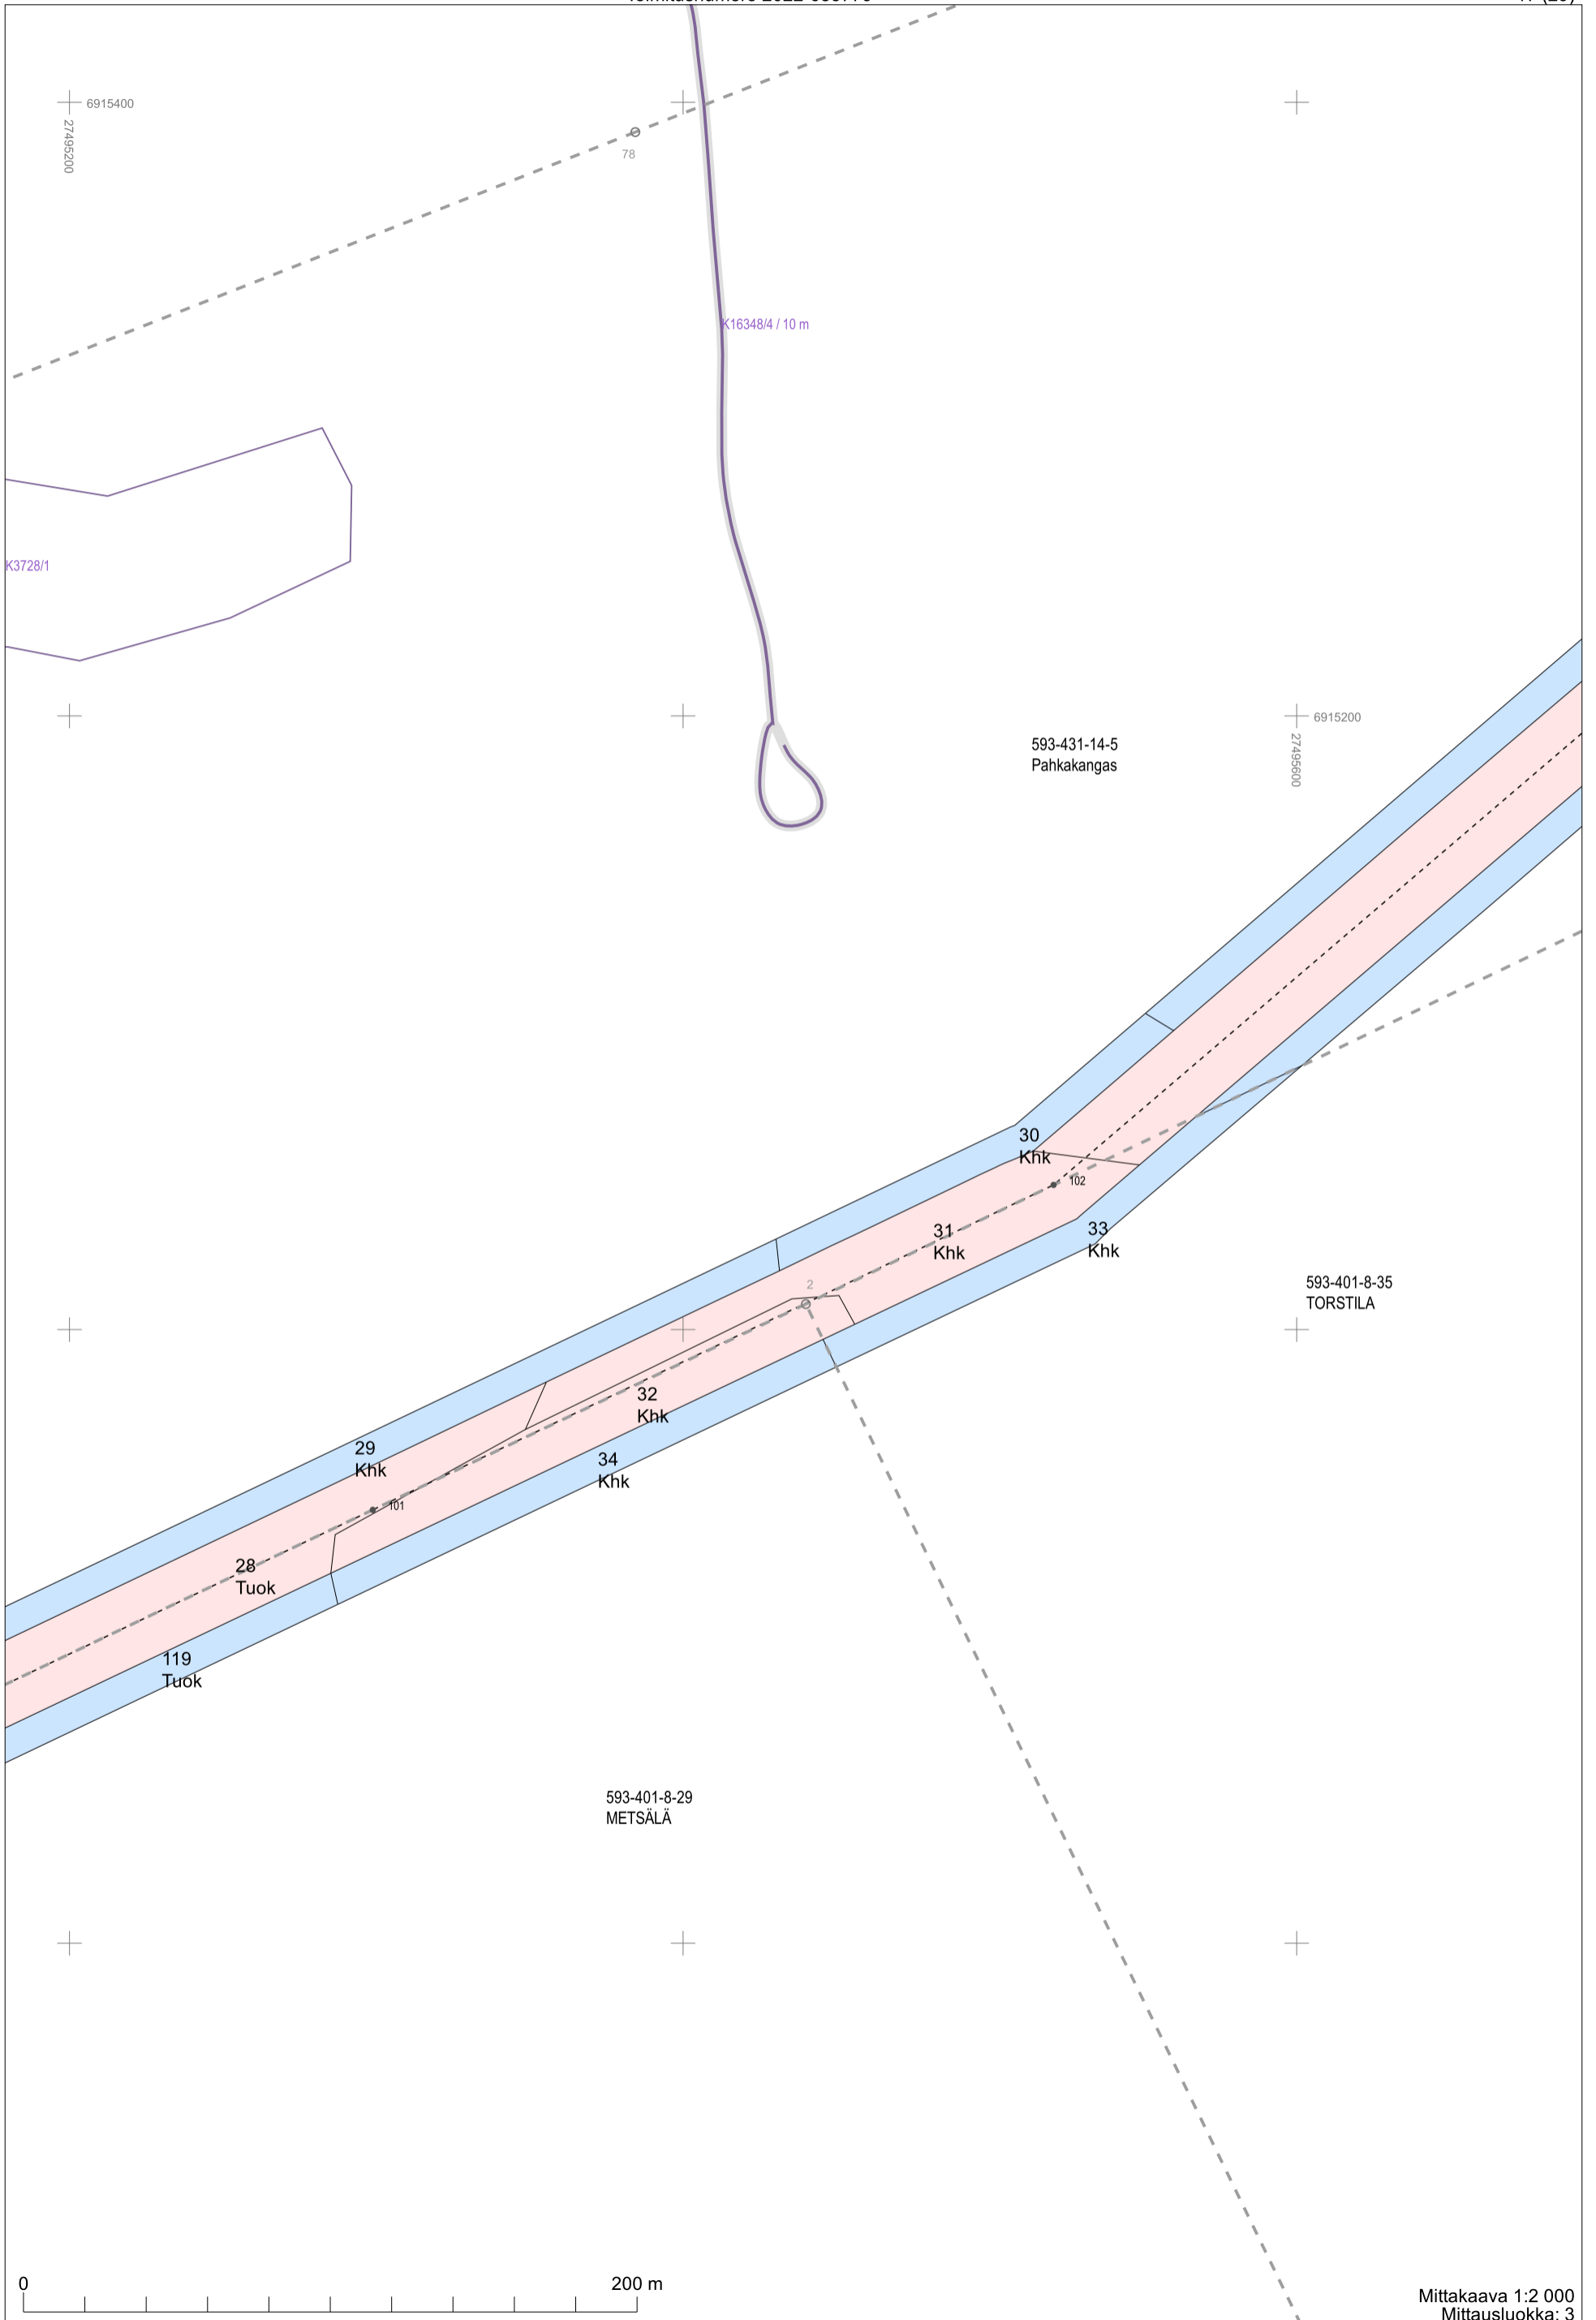 6915400
27495200
78
K16348/4 / 10 m
K3728/1
593-431-14-5
Pahkakangas
6915200
27495600
30
Khk
102
31
Khk
33
Khk
2
593-401-8-35
TORSTILA
32
Khk
29
Khk
34
Khk
101
28
Tuok
119
Tuok
593-401-8-29
METSÄLÄ
0
200 m
Mittakaava 1:2 000
Mittausluokka: 3